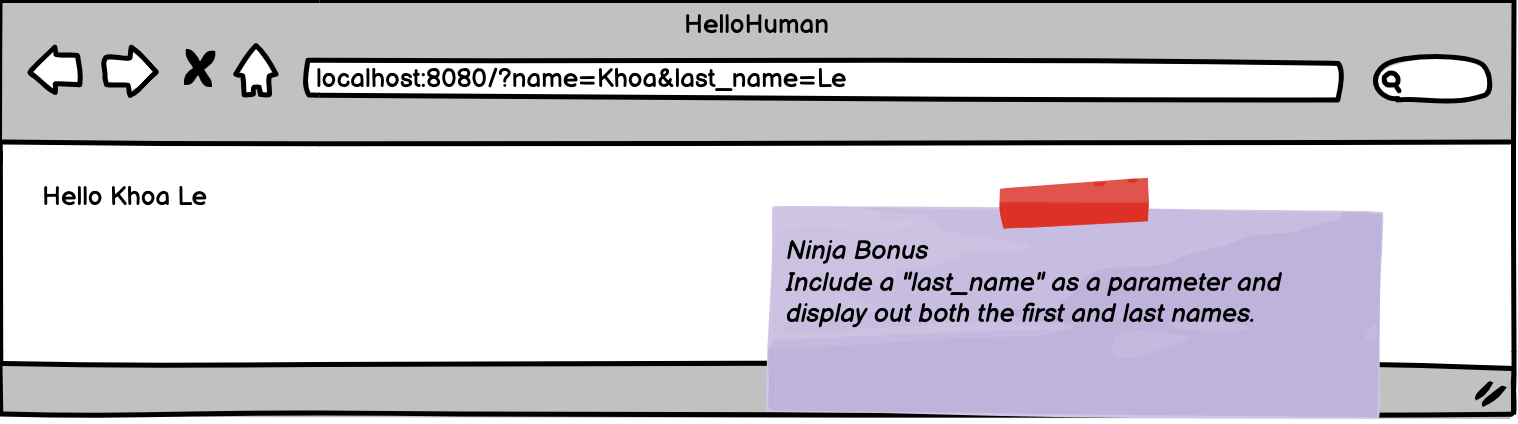 HelloHuman
localhost:8080/?name=Khoa&last_name=Le
Hello Khoa Le
Ninja Bonus
Include a "last_name" as a parameter and
display out both the first and last names.